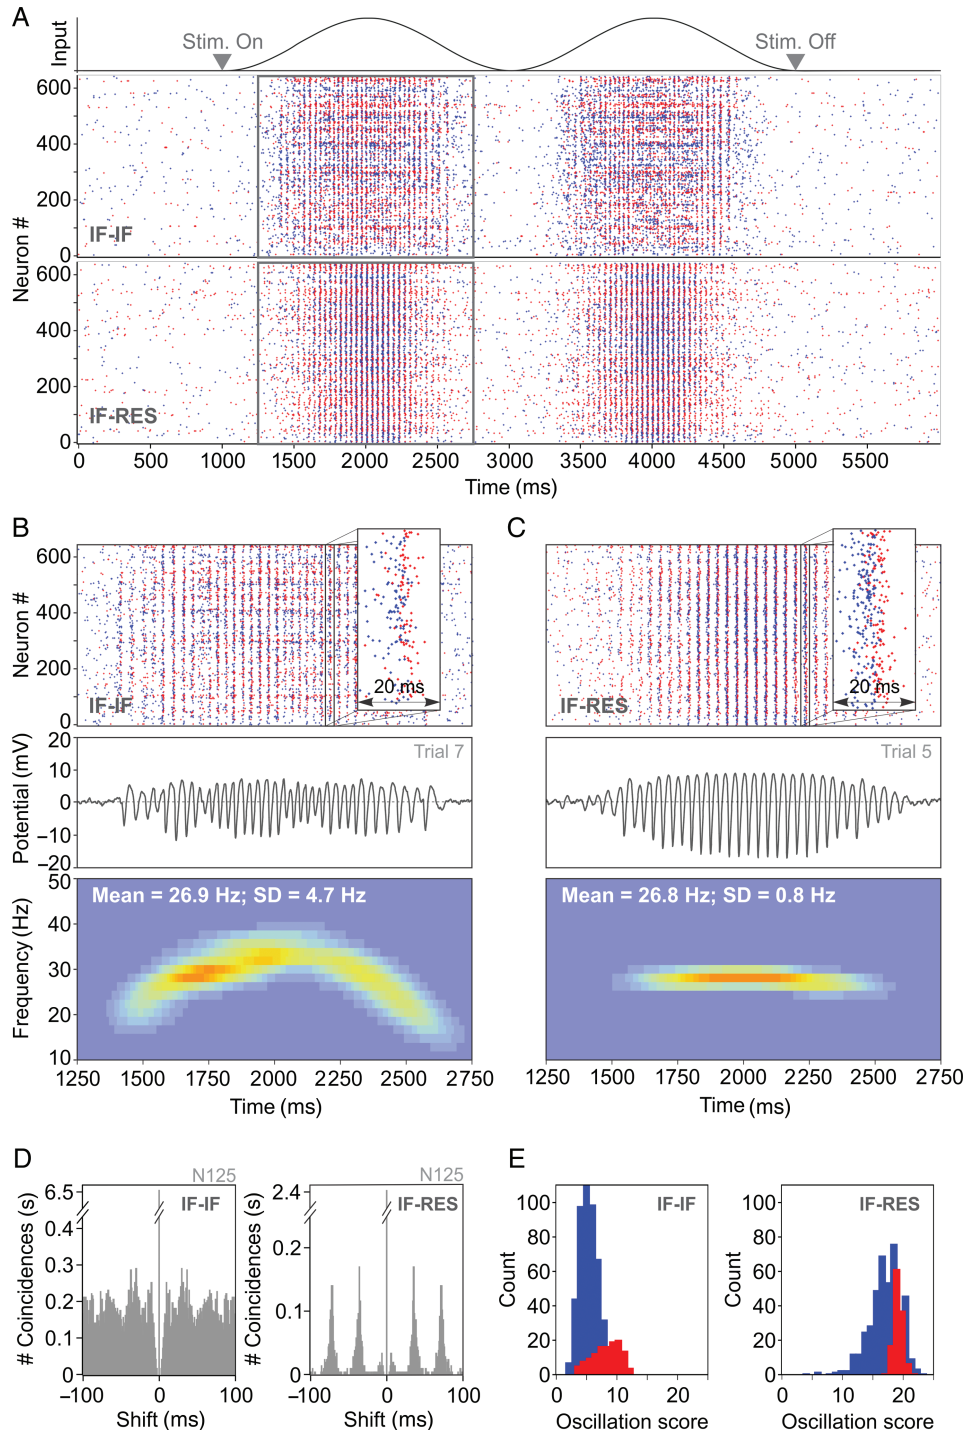 A
Input
Stim. On
Stim. Off
Neuron #
600
400
200
0
IF-IF
600
400
200
0
IF-RES
0 500 1000 1500 2000 2500 3000 3500 4000 4500 5000 5500
Time (ms)
B
Neuron #
600
400
200
0
IF-IF
20 ms
Potential (mV)
20
10
0
−10
−20
Trial 7
Frequency (Hz)
50
40
30
20
10
Mean = 26.9 Hz; SD = 4.7 Hz
1250 1500 1750 2000 2250 2500 2750
Time (ms)
C
IF-RES
20 ms
Trial 5
Mean = 26.8 Hz; SD = 0.8 Hz
1250 1500 1750 2000 2250 2500 2750
Time (ms)
D
N125
IF-IF
# Coincidences (s)
6.5
0.4
0.3
0.2
0.1
0
−100 0 100
Shift (ms)
N125
IF-RES
# Coincidences (s)
2.4
0.2
0.1
0
−100 0 100
Shift (ms)
E
IF-IF
Count
100
80
60
40
20
0
0 10 20
Oscillation score
IF-RES
Count
100
80
60
40
20
0
0 10 20
Oscillation score